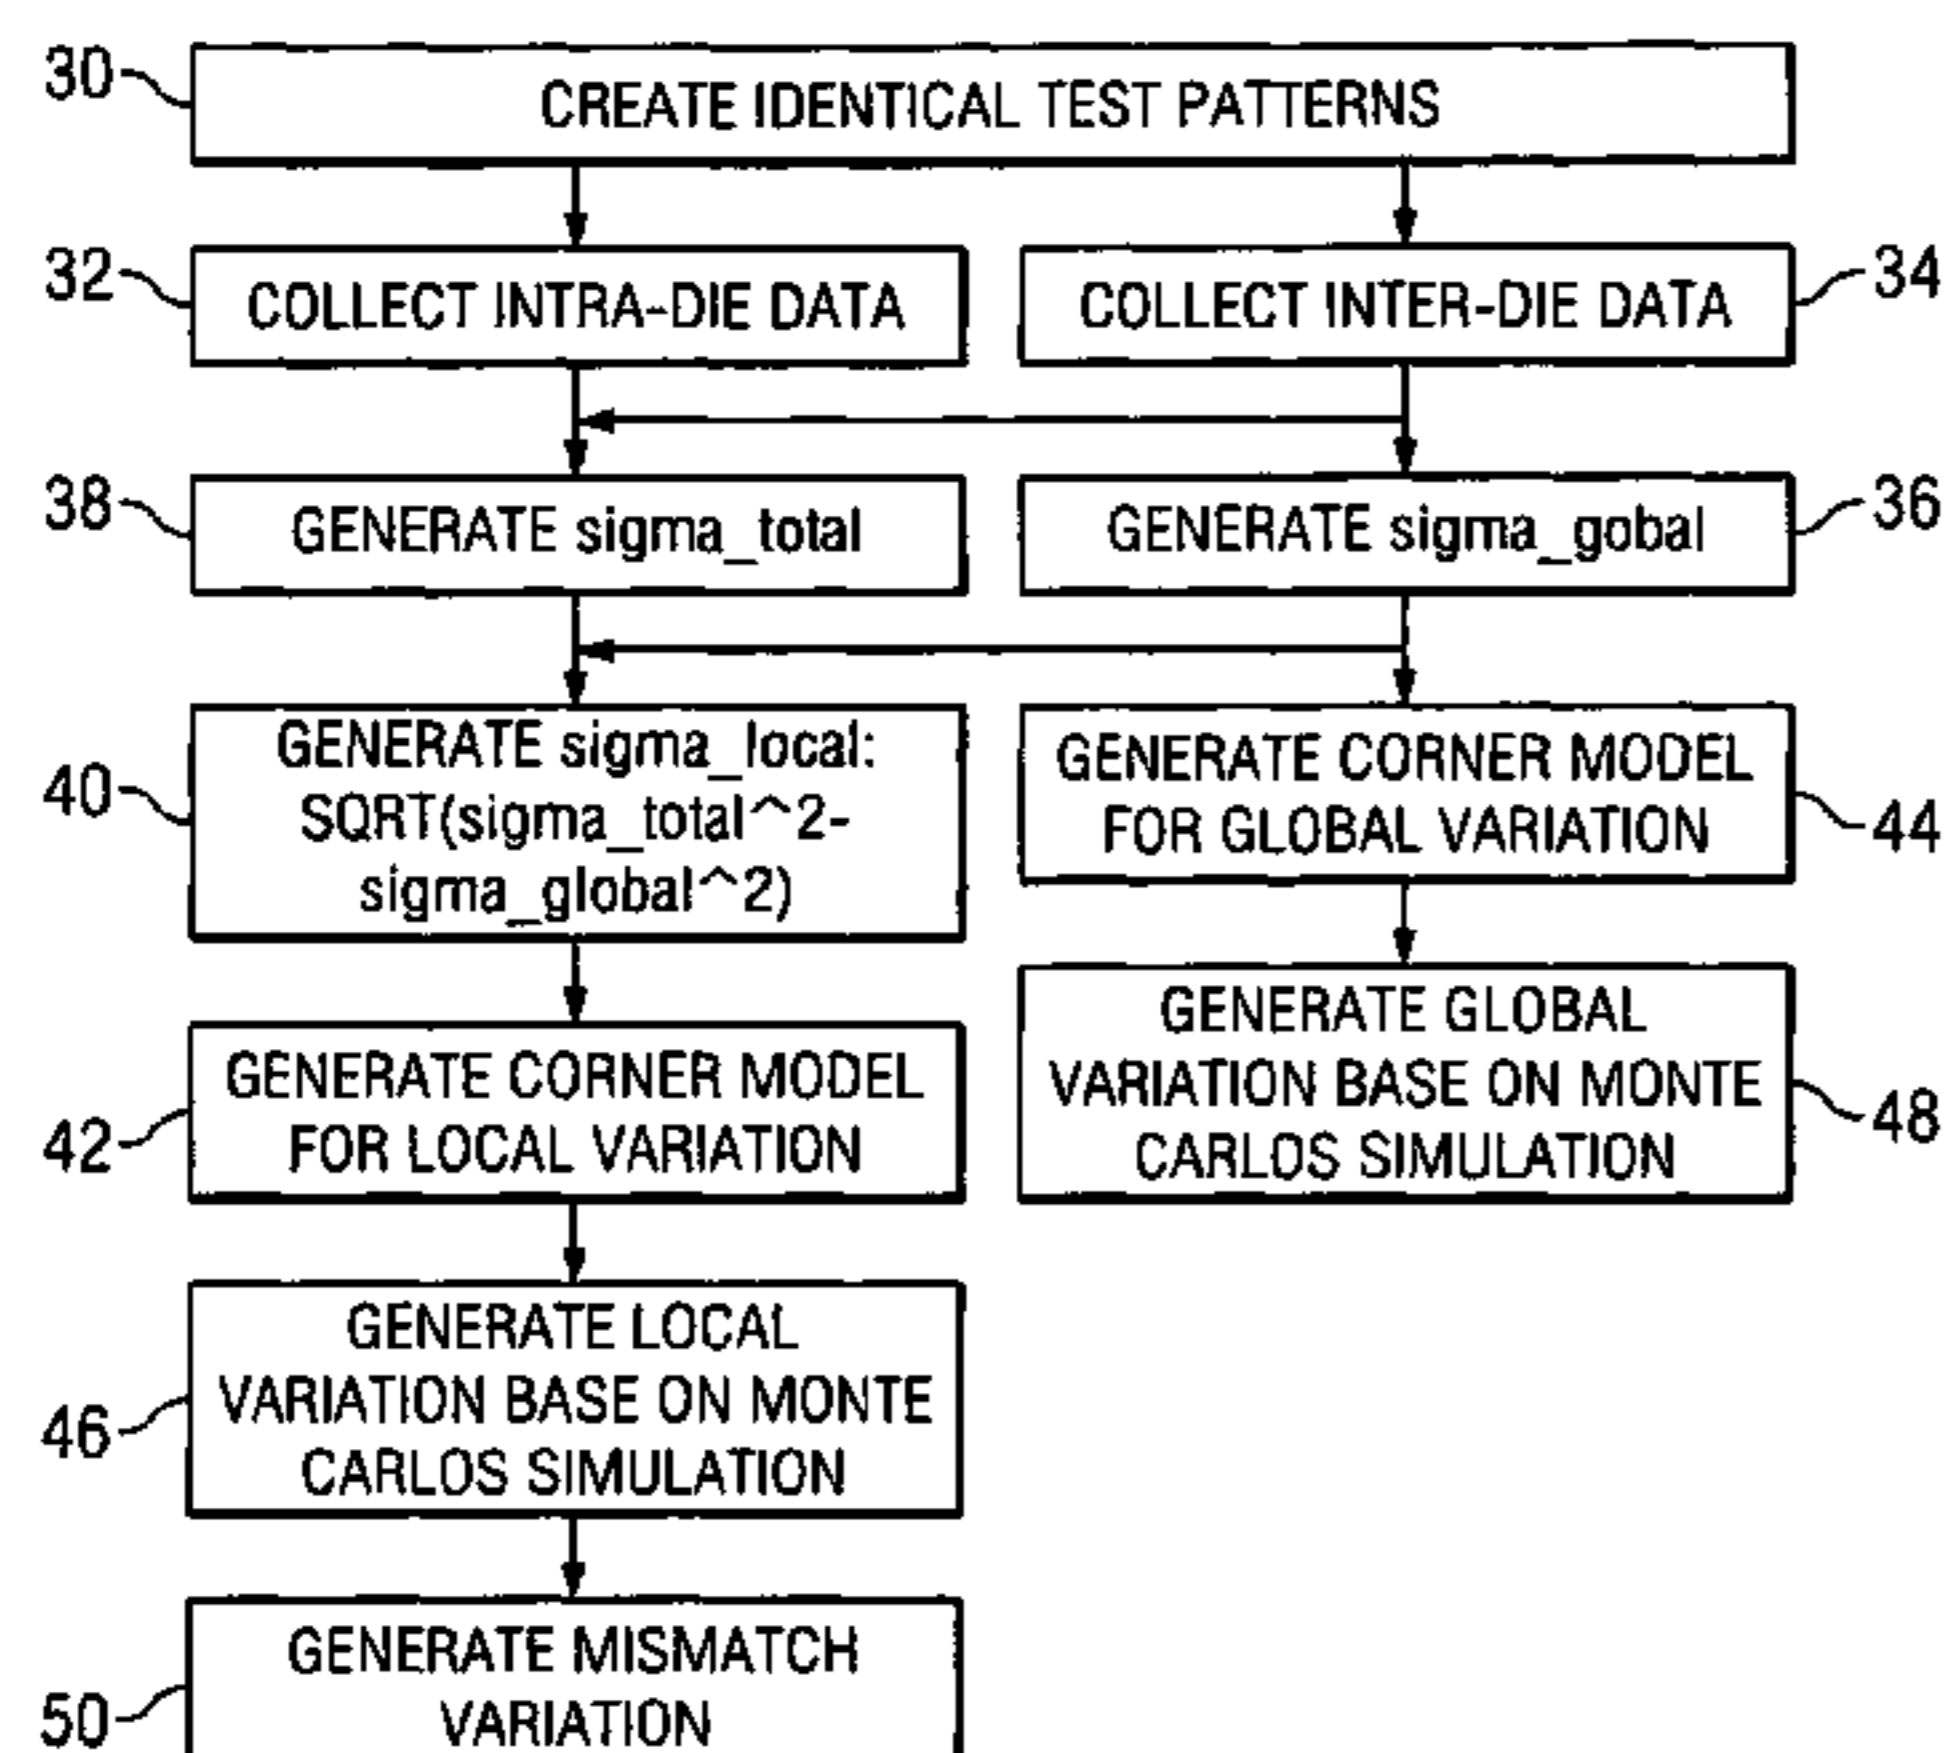 30
CREATE IDENTICAL TEST PATTERNS
32
COLLECT INTRA-DIE DATA
COLLECT INTER-DIE DATA
34
38
GENERATE sigma_total
GENERATE sigma_gobal
36
40
GENERATE sigma_local:
SQRT(sigma_total^2-
sigma_global^2)
GENERATE CORNER MODEL
FOR GLOBAL VARIATION
44
42
GENERATE CORNER MODEL
FOR LOCAL VARIATION
GENERATE GLOBAL
VARIATION BASE ON MONTE
CARLOS SIMULATION
48
46
GENERATE LOCAL
VARIATION BASE ON MONTE
CARLOS SIMULATION
50
GENERATE MISMATCH
VARIATION